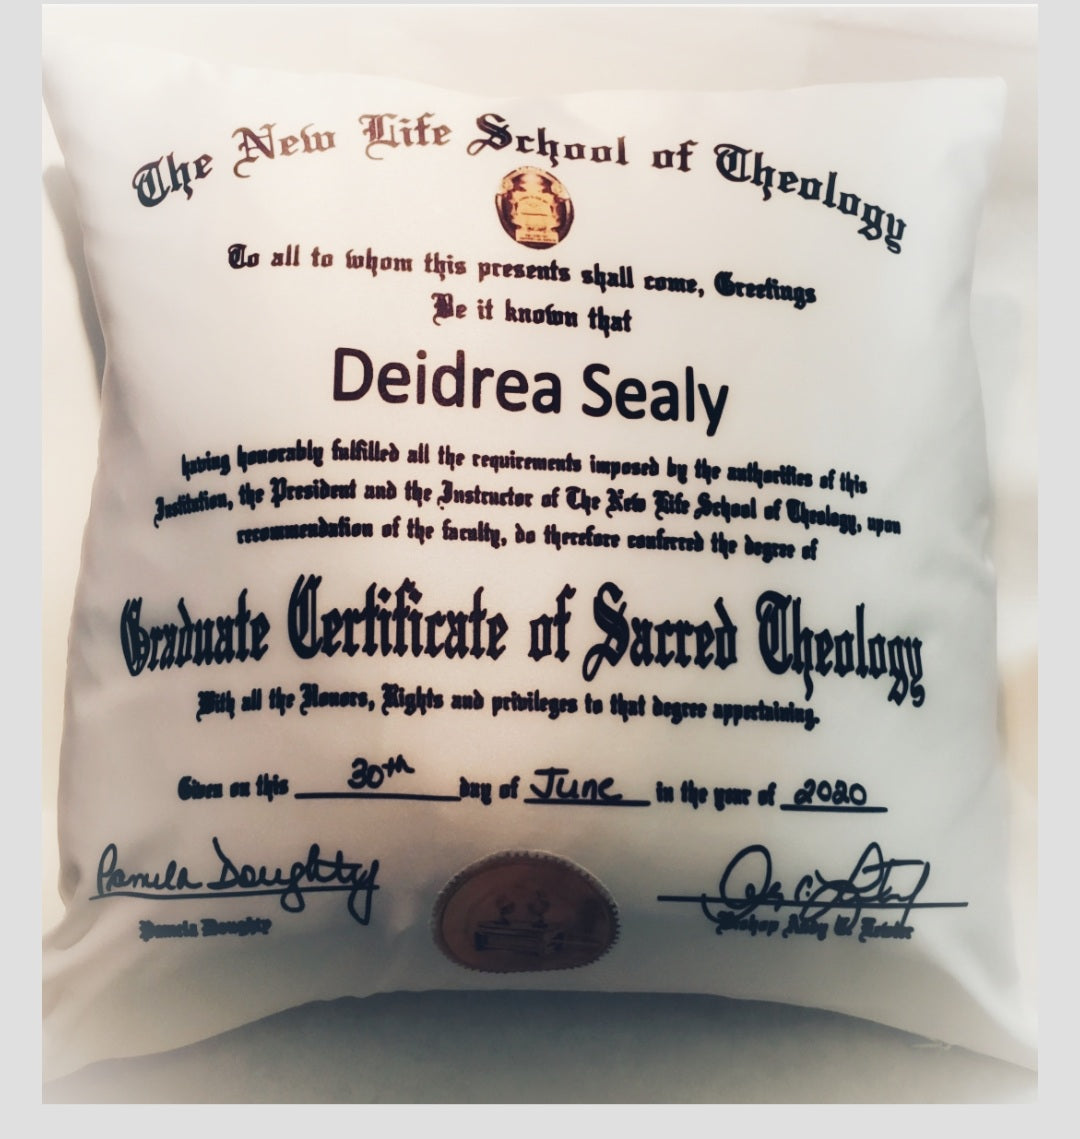 The New Life School of Theology
To all to whom this presents shall come, Greetings
Be it known that
Deidrea Sealy
having honorably fulfilled all the requirements imposed by the authorities of this
Institution, the President and the Instructor of The New Life School of Theology, upon
recommendation of the faculty, do therefore conferred the degree of
Graduate Certificate of Sacred Theology
With all the Honors, Rights and privileges to that degree appertaining.
Given on this 30th day of June in the year of 2020
Pamela Doughty
Pamela Doughty
Bishop